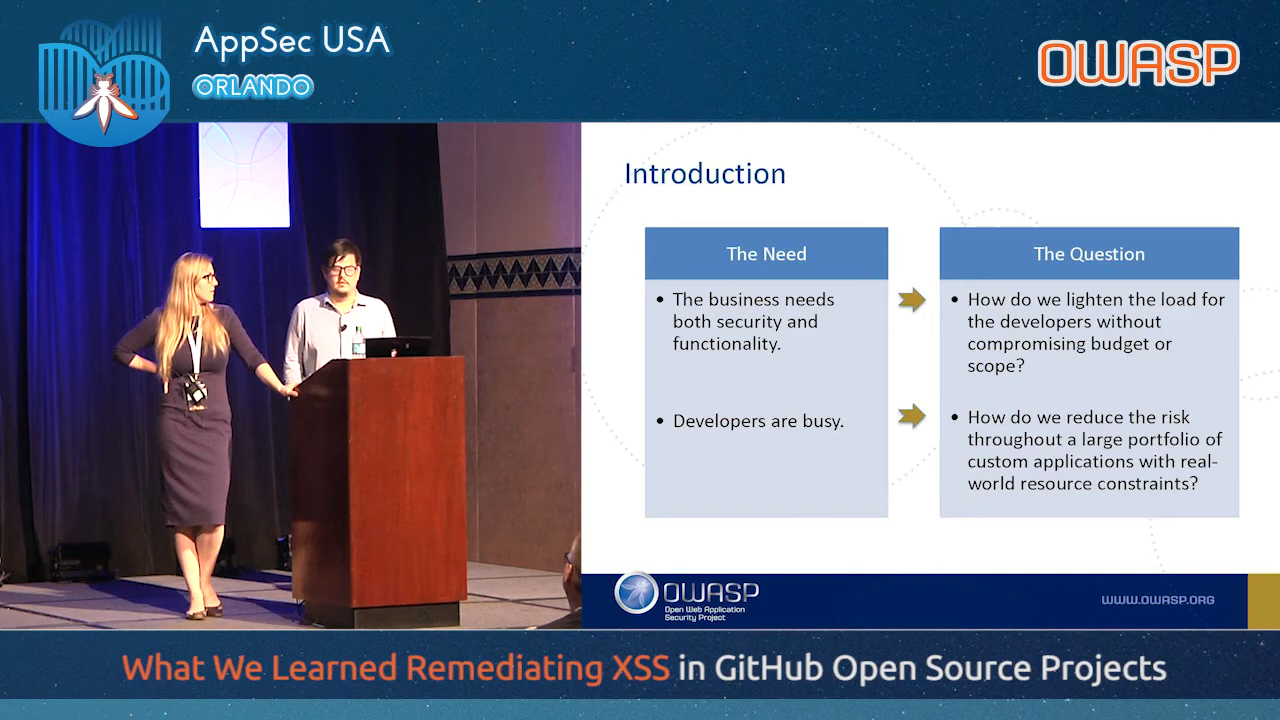 AppSec USA
ORLANDO
OWASP
Introduction
The Need
• The business needs
both security and
functionality.
• Developers are busy.
The Question
• How do we lighten the load for
the developers without
compromising budget or
scope?
• How do we reduce the risk
throughout a large portfolio of
custom applications with real-
world resource constraints?
OWASP
Open Web Application
Security Project
WWW.OWASP.ORG
What We Learned Remediating XSS in GitHub Open Source Projects